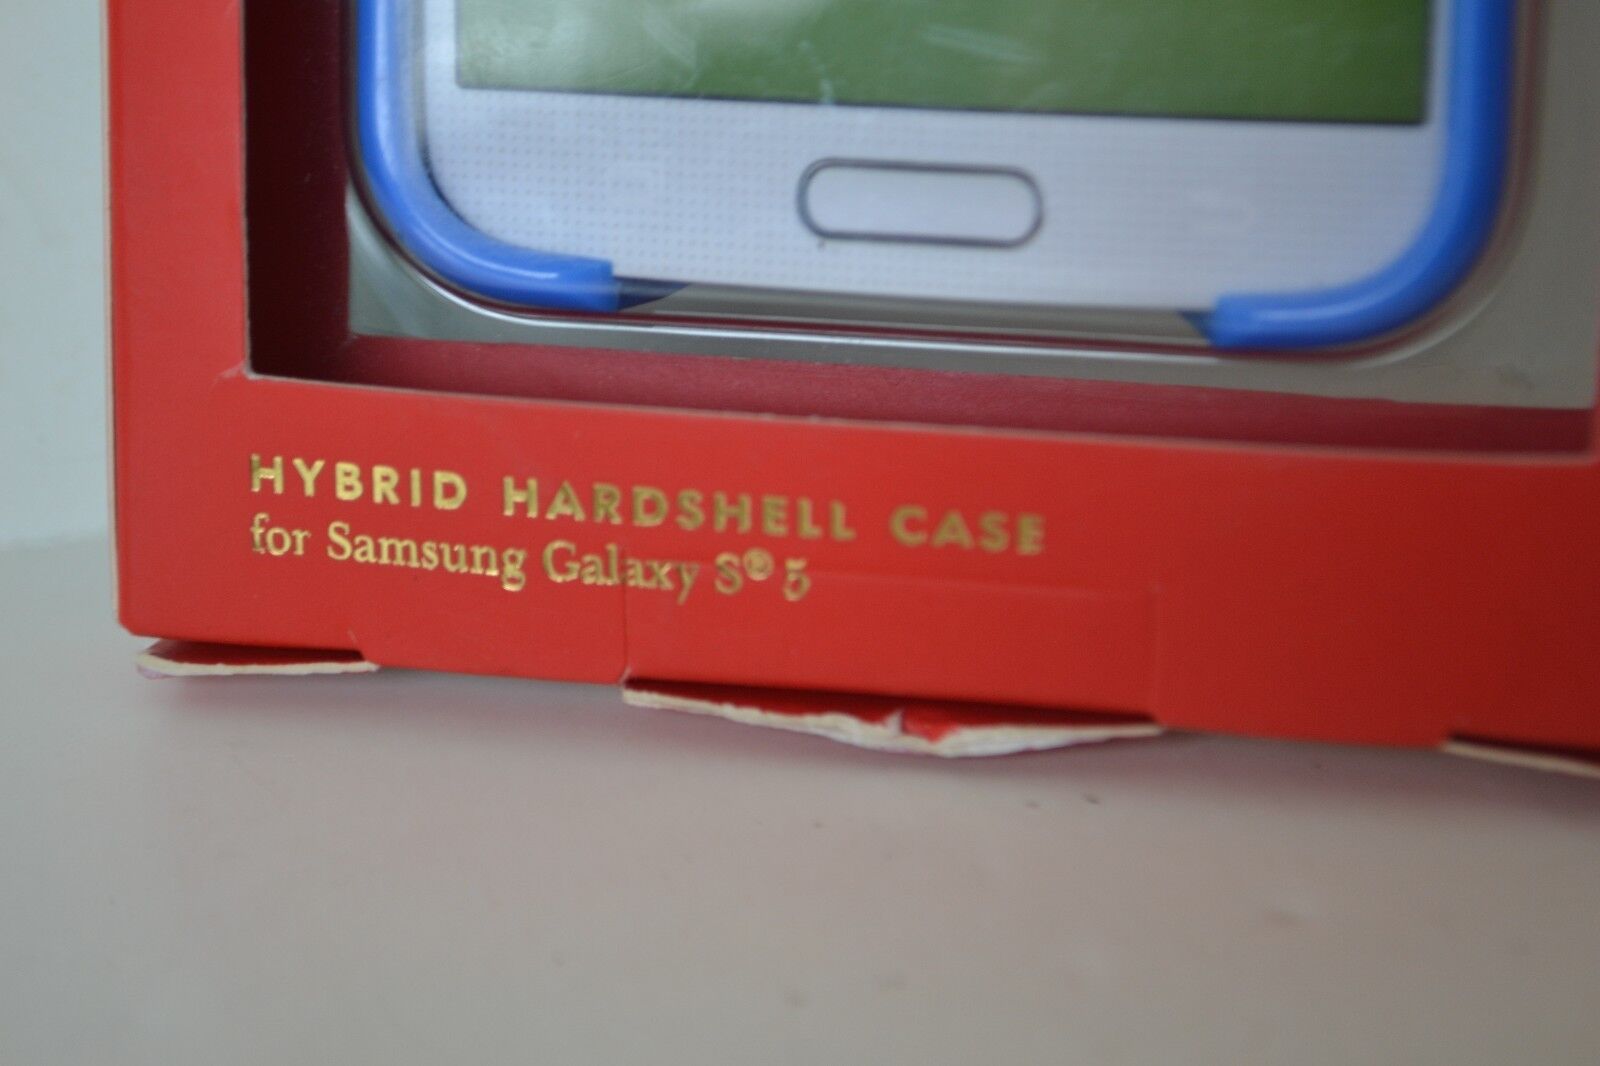 HYBRID HARDSHELL CASE
for Samsung Galaxy S® 5